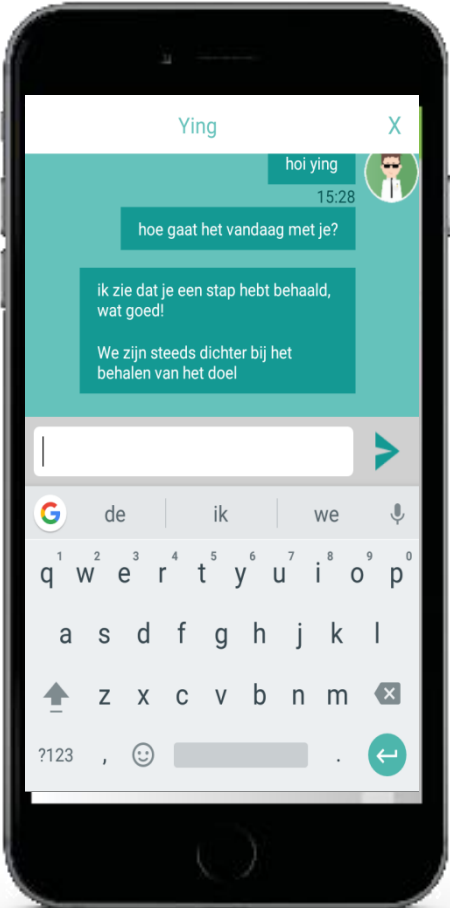 Ying X
hoi ying
15:28
hoe gaat het vandaag met je?
ik zie dat je een stap hebt behaald,
wat goed!
We zijn steeds dichter bij het
behalen van het doel
G de ik we
1 2 3 4 5 6 7 8 9 0
q w e r t y u i o p
a s d f g h j k l
z x c v b n m
?123 , .